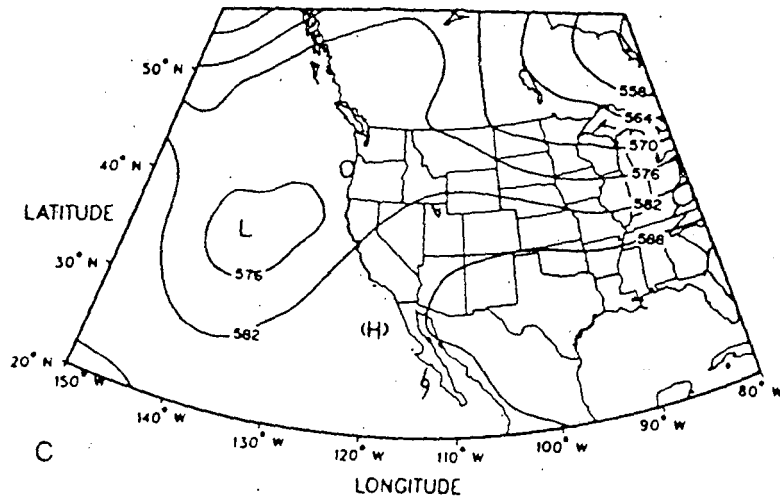 50° N
558
564
570
40° N
576
LATITUDE
L
582
588
30° N
576
582
(H)
20° N
150° W
80° W
140° W
90° W
130° W
100° W
120° W
110° W
C
LONGITUDE